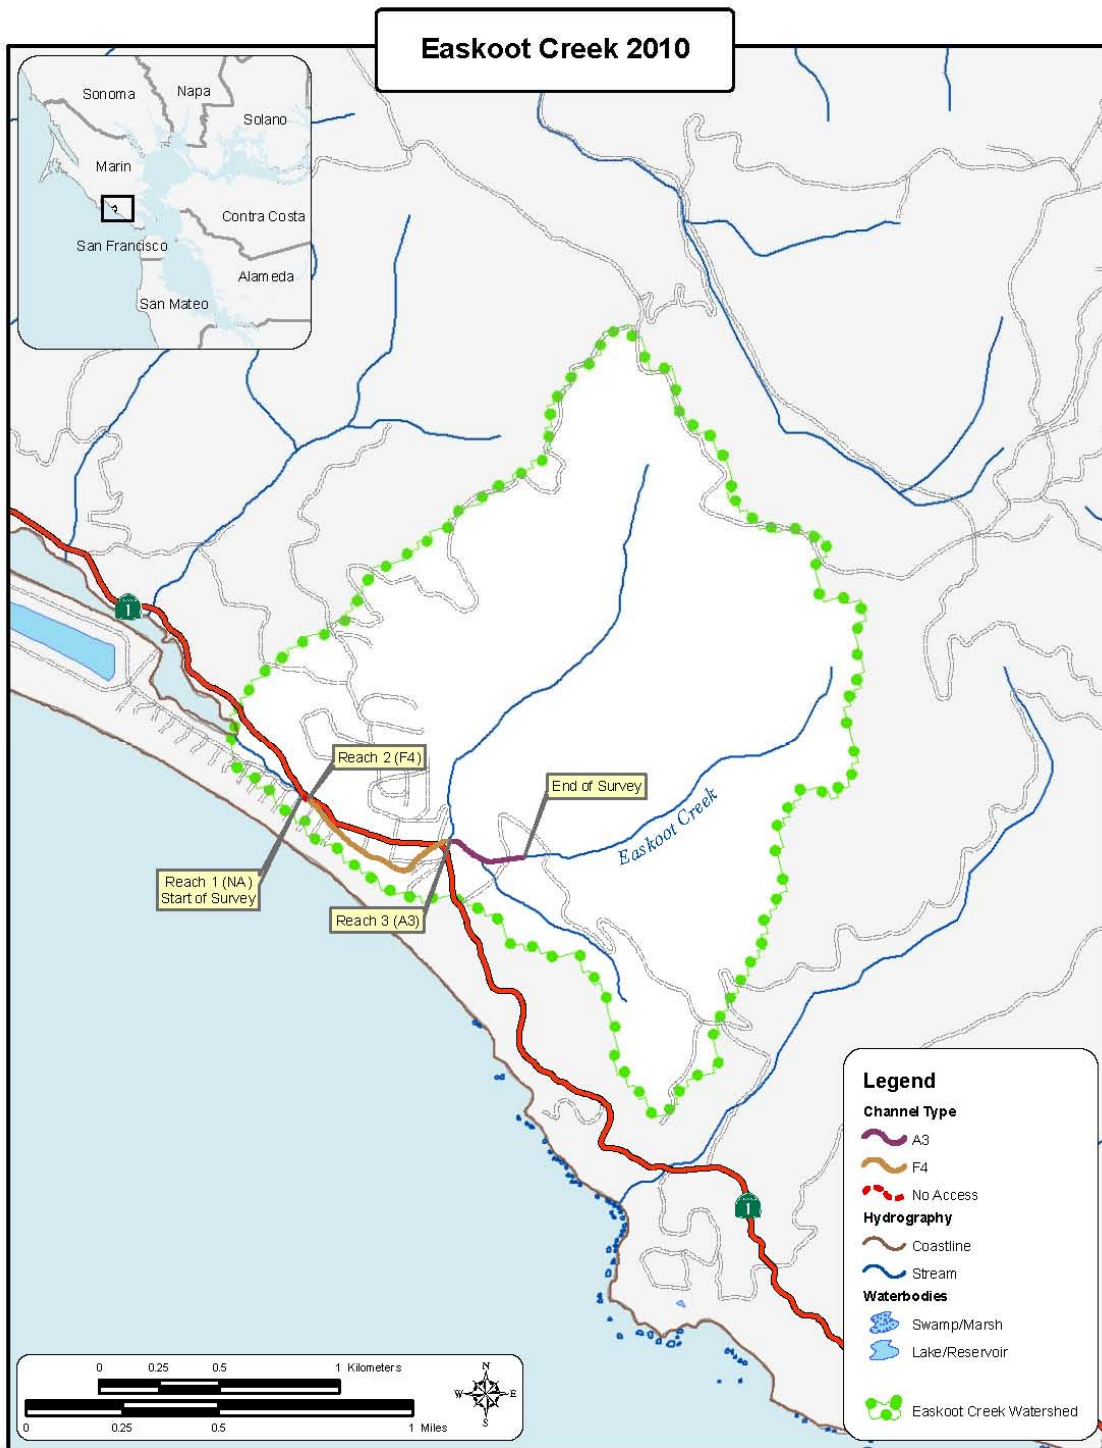 Easkoot Creek 2010
Sonoma
Napa
Solano
Marin
Contra Costa
San Francisco
Alameda
San Mateo
1
Reach 2 (F4)
End of Survey
Easkoot Creek
Reach 1 (NA)
Start of Survey
Reach 3 (A3)
1
Legend
Channel Type
A3
F4
No Access
Hydrography
Coastline
Stream
Waterbodies
Swamp/Marsh
Lake/Reservoir
Easkoot Creek Watershed
0 0.25 0.5 1 Kilometers
0 0.25 0.5 1 Miles
N
W E
S